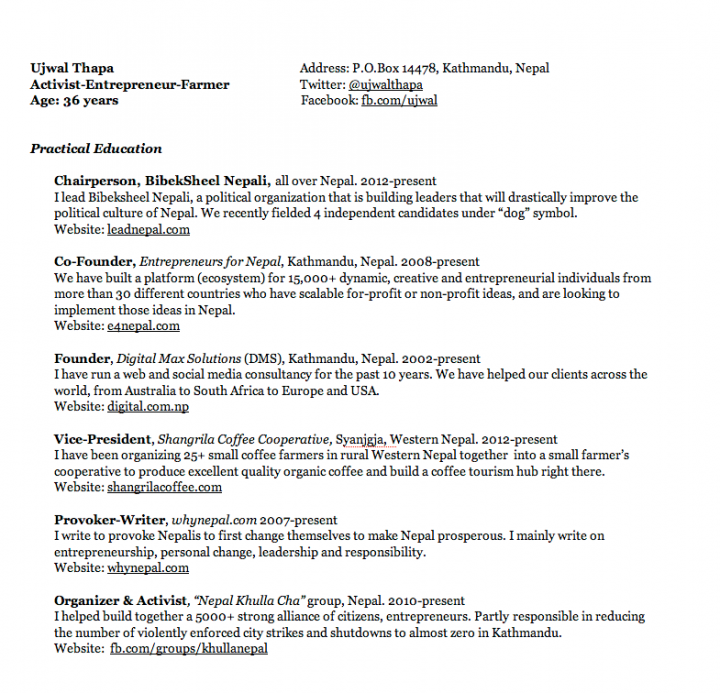 Ujwal Thapa
Address: P.O.Box 14478, Kathmandu, Nepal
Activist-Entrepreneur-Farmer
Twitter: @ujwalthapa
Age: 36 years
Facebook: fb.com/ujwal
Practical Education
Chairperson, BibekSheel Nepali, all over Nepal. 2012-present
I lead Bibeksheel Nepali, a political organization that is building leaders that will drastically improve the
political culture of Nepal. We recently fielded 4 independent candidates under “dog” symbol.
Website: leadnepal.com
Co-Founder, Entrepreneurs for Nepal, Kathmandu, Nepal. 2008-present
We have built a platform (ecosystem) for 15,000+ dynamic, creative and entrepreneurial individuals from
more than 30 different countries who have scalable for-profit or non-profit ideas, and are looking to
implement those ideas in Nepal.
Website: e4nepal.com
Founder, Digital Max Solutions (DMS), Kathmandu, Nepal. 2002-present
I have run a web and social media consultancy for the past 10 years. We have helped our clients across the
world, from Australia to South Africa to Europe and USA.
Website: digital.com.np
Vice-President, Shangrila Coffee Cooperative, Syanjgja, Western Nepal. 2012-present
I have been organizing 25+ small coffee farmers in rural Western Nepal together into a small farmer’s
cooperative to produce excellent quality organic coffee and build a coffee tourism hub right there.
Website: shangrilacoffee.com
Provoker-Writer, whynepal.com 2007-present
I write to provoke Nepalis to first change themselves to make Nepal prosperous. I mainly write on
entrepreneurship, personal change, leadership and responsibility.
Website: whynepal.com
Organizer & Activist, “Nepal Khulla Cha” group, Nepal. 2010-present
I helped build together a 5000+ strong alliance of citizens, entrepreneurs. Partly responsible in reducing
the number of violently enforced city strikes and shutdowns to almost zero in Kathmandu.
Website: fb.com/groups/khullanepal